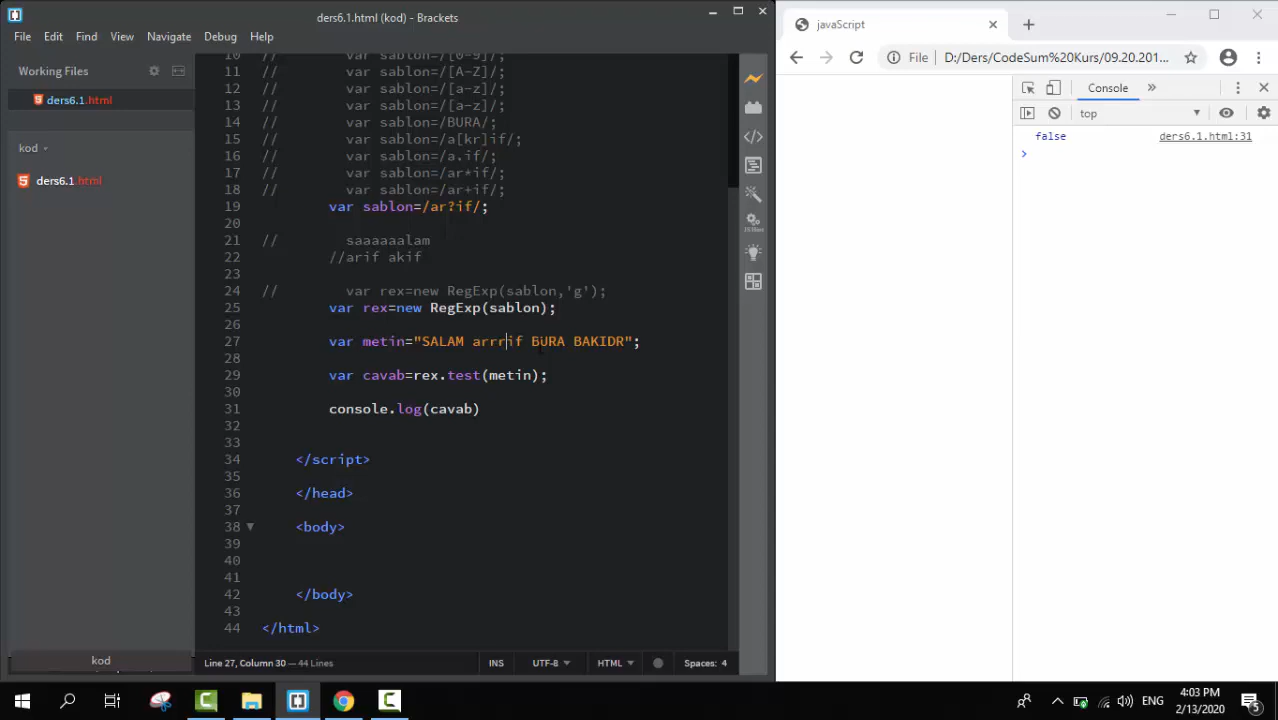 ders6.1.html (kod) - Brackets
File Edit Find View Navigate Debug Help
Working Files
ders6.1.html
kod
ders6.1.html
10 // var sablon=/[0-9]/;
11 // var sablon=/[A-Z]/;
12 // var sablon=/[a-z]/;
13 // var sablon=/[a-z]/;
14 // var sablon=/BURA/;
15 // var sablon=/a[kr]if/;
16 // var sablon=/a.if/;
17 // var sablon=/ar*if/;
18 // var sablon=/ar+if/;
19 var sablon=/ar?if/;
20
21 // saaaaaalam
22 //arif akif
23
24 // var rex=new RegExp(sablon,'g');
25 var rex=new RegExp(sablon);
26
27 var metin="SALAM arrrif BURA BAKIDR";
28
29 var cavab=rex.test(metin);
30
31 console.log(cavab)
32
33
34 </script>
35
36 </head>
37
38 <body>
39
40
41
42 </body>
43
44 </html>
kod
Line 27, Column 30 — 44 Lines
INS UTF-8 HTML Spaces: 4
javaScript
File D:/Ders/CodeSum%20Kurs/09.20.201...
Console
top
false ders6.1.html:31
ENG
4:03 PM
2/13/2020
5